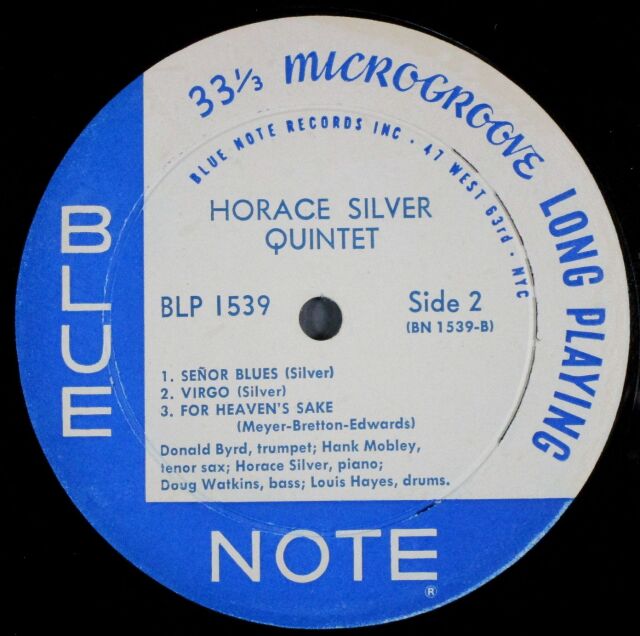 33⅓ MICROGROOVE LONG PLAYING
BLUE NOTE RECORDS INC · 47 WEST 63rd · NYC
HORACE SILVER
QUINTET
BLP 1539
Side 2
(BN 1539-B)
1. SEÑOR BLUES (Silver)
2. VIRGO (Silver)
3. FOR HEAVEN'S SAKE
(Meyer-Bretton-Edwards)
Donald Byrd, trumpet; Hank Mobley,
tenor sax; Horace Silver, piano;
Doug Watkins, bass; Louis Hayes, drums.
BLUE
NOTE
®